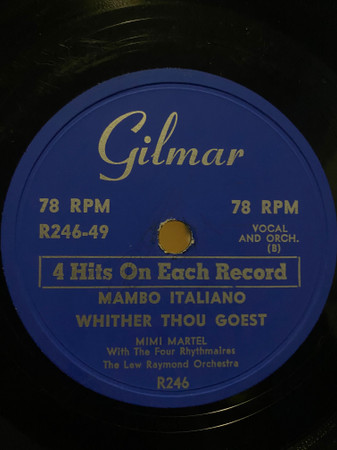 Gilmar
78 RPM 78 RPM
R246-49 VOCAL AND ORCH. (B)
4 Hits On Each Record
MAMBO ITALIANO
WHITHER THOU GOEST
MIMI MARTEL
With The Four Rhythmaires
The Lew Raymond Orchestra
R246